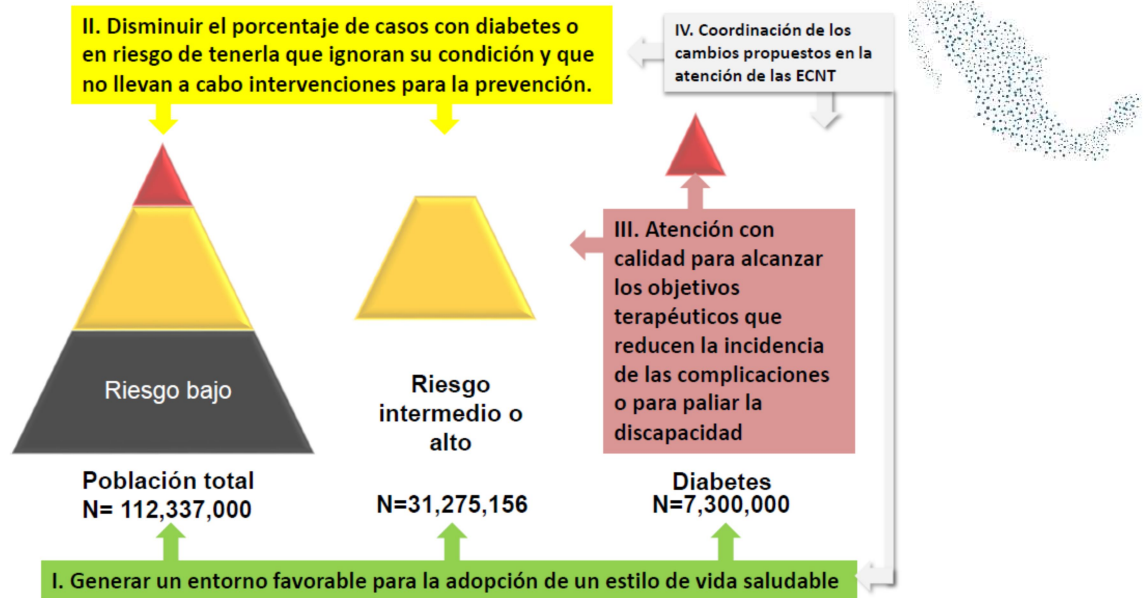 II. Disminuir el porcentaje de casos con diabetes o
en riesgo de tenerla que ignoran su condición y que
no llevan a cabo intervenciones para la prevención.
IV. Coordinación de los
cambios propuestos en la
atención de las ECNT
III. Atención con
calidad para alcanzar
los objetivos
terapéuticos que
reducen la incidencia
de las complicaciones
o para paliar la
discapacidad
Riesgo bajo
Riesgo
intermedio o
alto
Población total
N= 112,337,000
N=31,275,156
Diabetes
N=7,300,000
I. Generar un entorno favorable para la adopción de un estilo de vida saludable